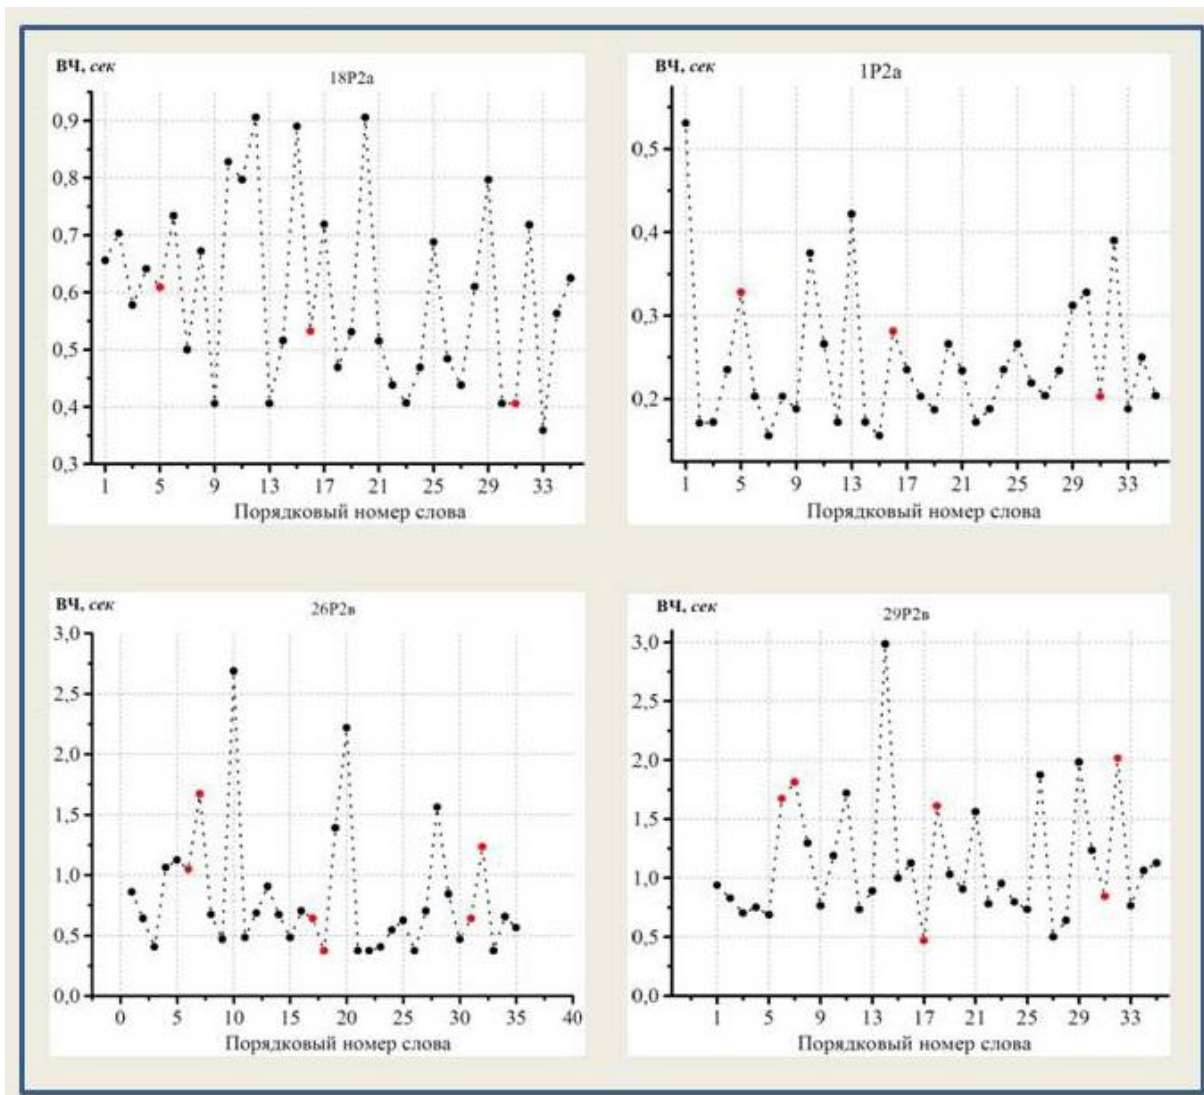 ВЧ, сек
18Р2а
0,9
0,8
0,7
0,6
0,5
0,4
0,3
1 5 9 13 17 21 25 29 33
Порядковый номер слова
ВЧ, сек
1Р2а
0,5
0,4
0,3
0,2
1 5 9 13 17 21 25 29 33
Порядковый номер слова
ВЧ, сек
26Р2в
3,0
2,5
2,0
1,5
1,0
0,5
0,0
0 5 10 15 20 25 30 35 40
Порядковый номер слова
ВЧ, сек
29Р2в
3,0
2,5
2,0
1,5
1,0
0,5
0,0
1 5 9 13 17 21 25 29 33
Порядковый номер слова